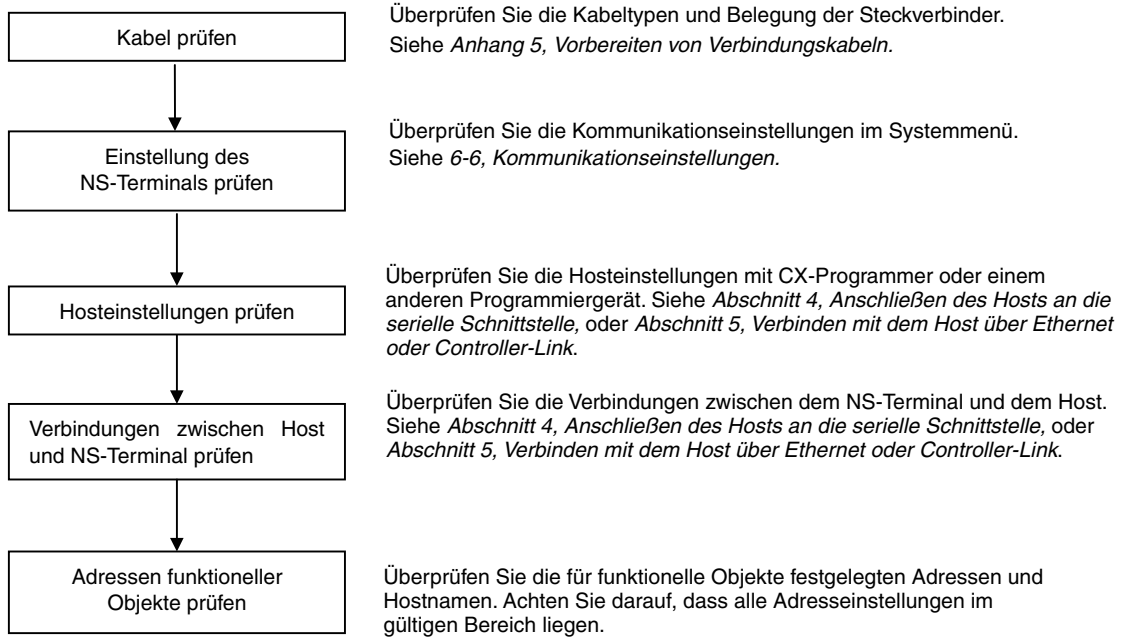 Kabel prüfen
Überprüfen Sie die Kabeltypen und Belegung der Steckverbinder.
Siehe Anhang 5, Vorbereiten von Verbindungskabeln.
Einstellung des
NS-Terminals prüfen
Überprüfen Sie die Kommunikationseinstellungen im Systemmenü.
Siehe 6-6, Kommunikationseinstellungen.
Hosteinstellungen prüfen
Überprüfen Sie die Hosteinstellungen mit CX-Programmer oder einem
anderen Programmiergerät. Siehe Abschnitt 4, Anschließen des Hosts an die
serielle Schnittstelle, oder Abschnitt 5, Verbinden mit dem Host über Ethernet
oder Controller-Link.
Verbindungen zwischen Host
und NS-Terminal prüfen
Überprüfen Sie die Verbindungen zwischen dem NS-Terminal und dem Host.
Siehe Abschnitt 4, Anschließen des Hosts an die serielle Schnittstelle, oder
Abschnitt 5, Verbinden mit dem Host über Ethernet oder Controller-Link.
Adressen funktioneller
Objekte prüfen
Überprüfen Sie die für funktionelle Objekte festgelegten Adressen und
Hostnamen. Achten Sie darauf, dass alle Adresseinstellungen im
gültigen Bereich liegen.